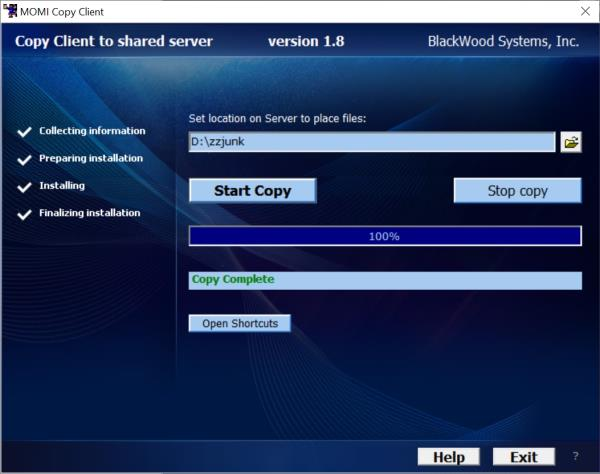 MOMI Copy Client
Copy Client to shared server version 1.8 BlackWood Systems, Inc.
Collecting information
Preparing installation
Installing
Finalizing installation
Set location on Server to place files:
D:\zzjunk
Start Copy Stop copy
100%
Copy Complete
Open Shortcuts
Help Exit ?